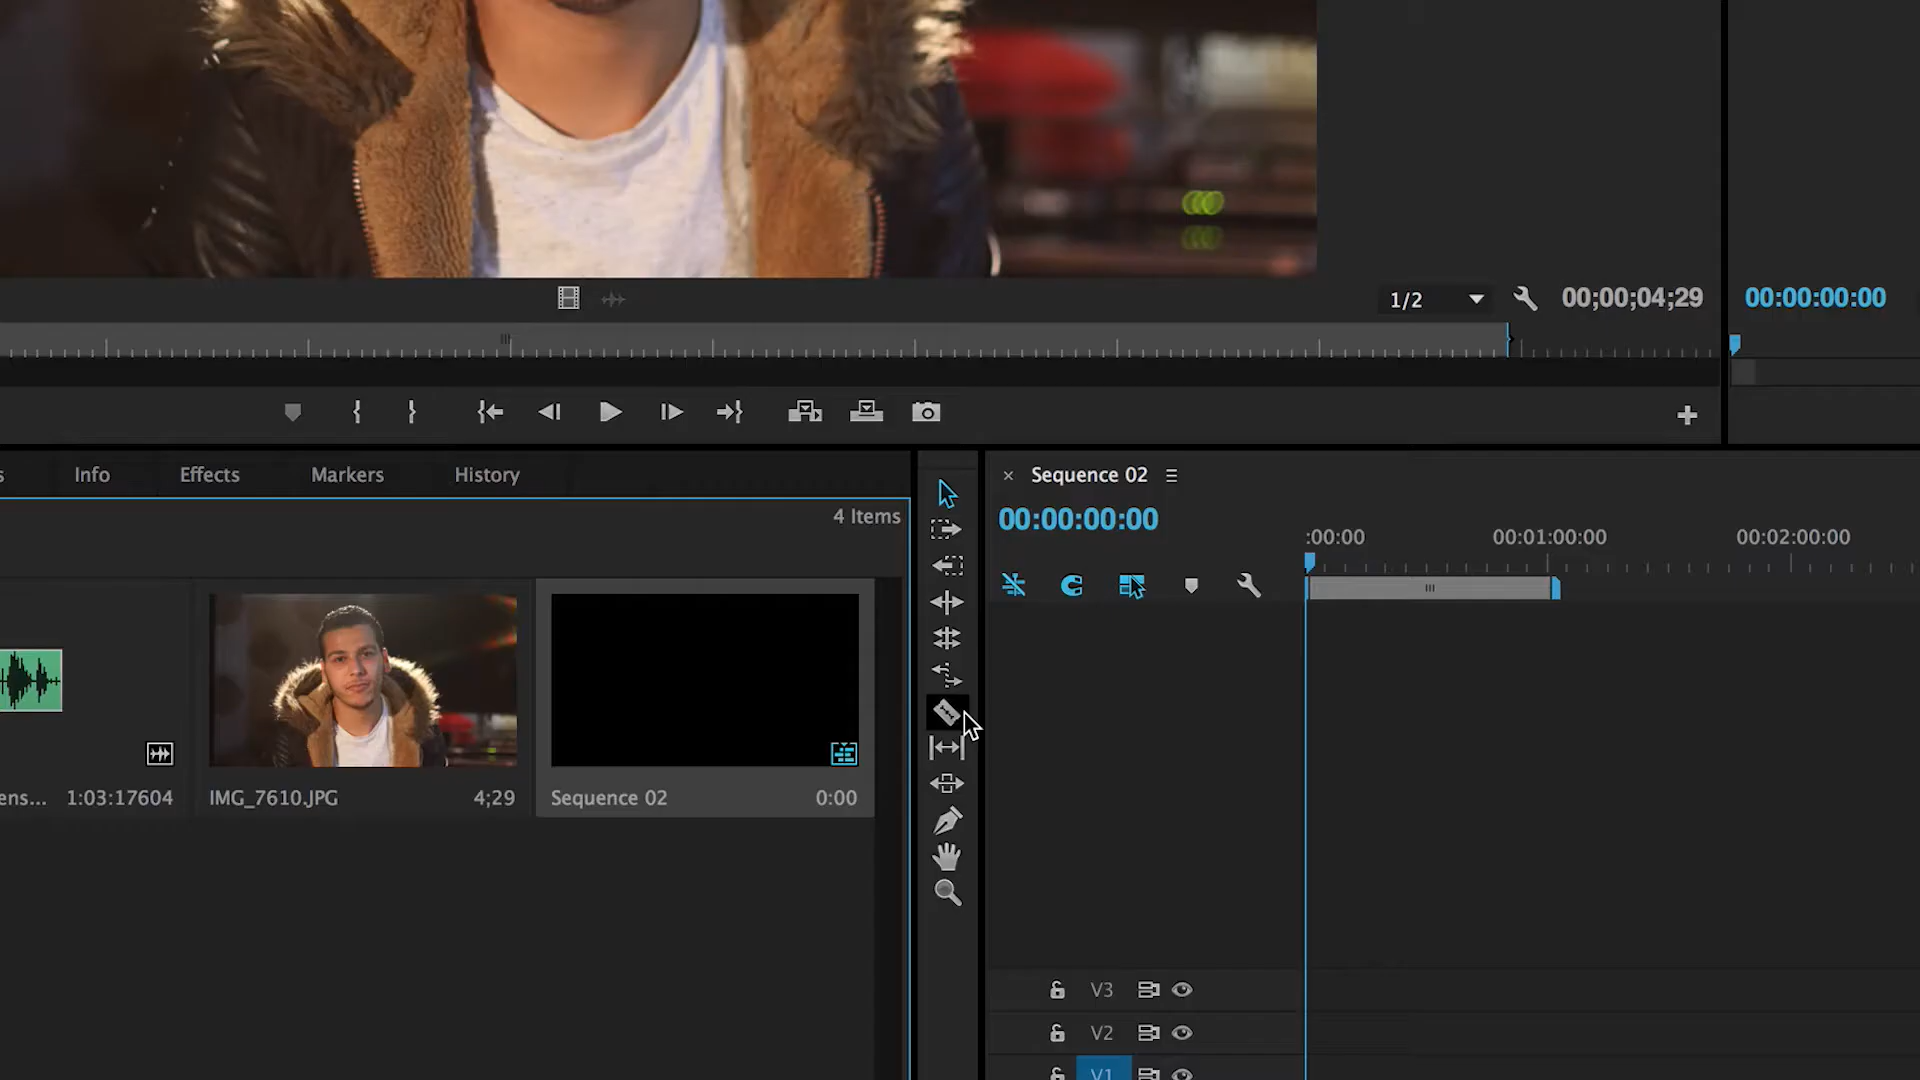 1/2
00;00;04;29
00:00:00:00
Info
Effects
Markers
History
4 Items
ens...
1:03:17604
IMG_7610.JPG
4;29
Sequence 02
0:00
× Sequence 02
00:00:00:00
:00:00
00:01:00:00
00:02:00:00
V3
V2
V1